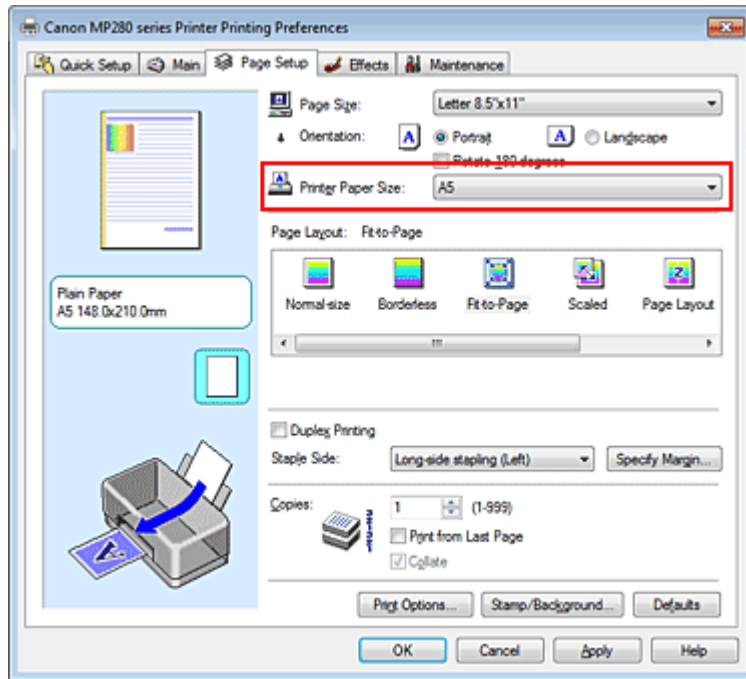 Canon MP280 series Printer Printing Preferences
Quick Setup Main Page Setup Effects Maintenance
Page Size: Letter 8.5"x11"
Orientation: A Portrait A Landscape
Rotate 180 degrees
Printer Paper Size: A5
Page Layout: Fit-to-Page
Normal-size Borderless Fit-to-Page Scaled Page Layout
Plain Paper
A5 148.0x210.0mm
Duplex Printing
Staple Side: Long-side stapling (Left) Specify Margin...
Copies: 1 (1-999)
Print from Last Page
Collate
Print Options... Stamp/Background... Defaults
OK Cancel Apply Help